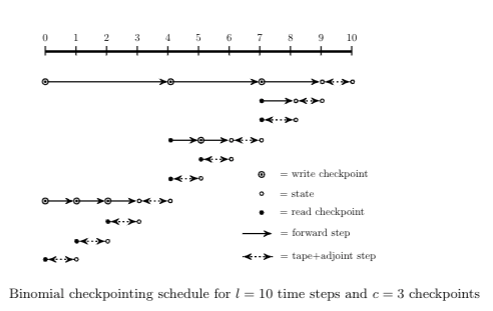 0 1 2 3 4 5 6 7 8 9 10
= write checkpoint
= state
= read checkpoint
= forward step
= tape+adjoint step
Binomial checkpointing schedule for l = 10 time steps and c = 3 checkpoints